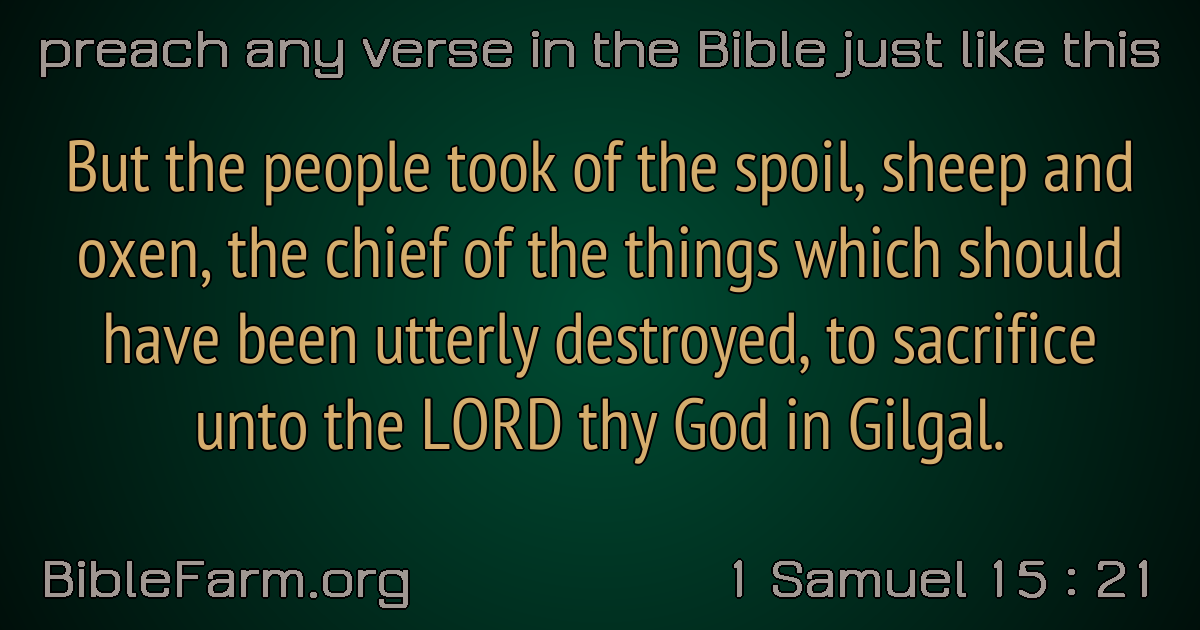 preach any verse in the Bible just like this
But the people took of the spoil, sheep and
oxen, the chief of the things which should
have been utterly destroyed, to sacrifice
unto the LORD thy God in Gilgal.
BibleFarm.org
1 Samuel 15 : 21